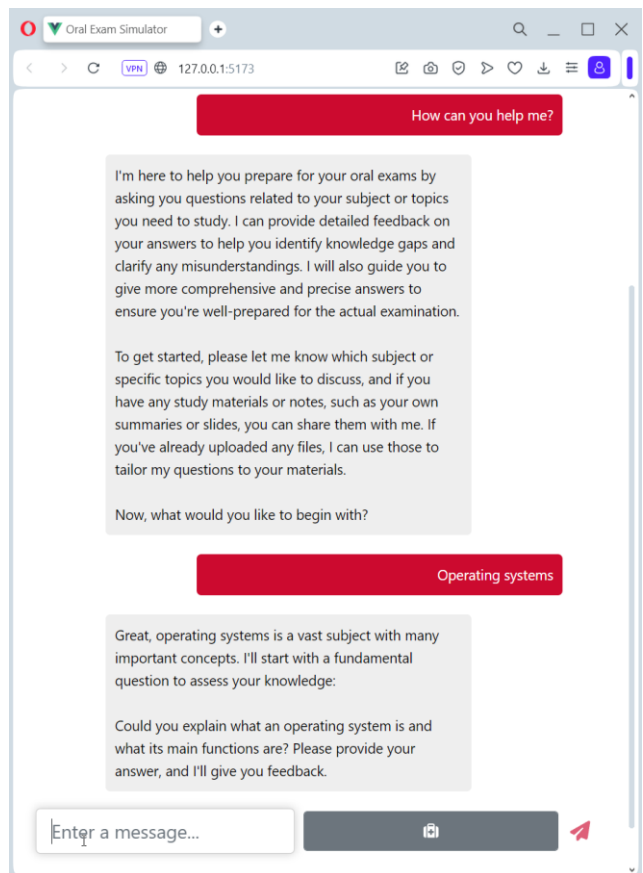 Oral Exam Simulator
VPN
127.0.0.1:5173
How can you help me?
I'm here to help you prepare for your oral exams by
asking you questions related to your subject or topics
you need to study. I can provide detailed feedback on
your answers to help you identify knowledge gaps and
clarify any misunderstandings. I will also guide you to
give more comprehensive and precise answers to
ensure you're well-prepared for the actual examination.
To get started, please let me know which subject or
specific topics you would like to discuss, and if you
have any study materials or notes, such as your own
summaries or slides, you can share them with me. If
you've already uploaded any files, I can use those to
tailor my questions to your materials.
Now, what would you like to begin with?
Operating systems
Great, operating systems is a vast subject with many
important concepts. I'll start with a fundamental
question to assess your knowledge:
Could you explain what an operating system is and
what its main functions are? Please provide your
answer, and I'll give you feedback.
Enter a message...